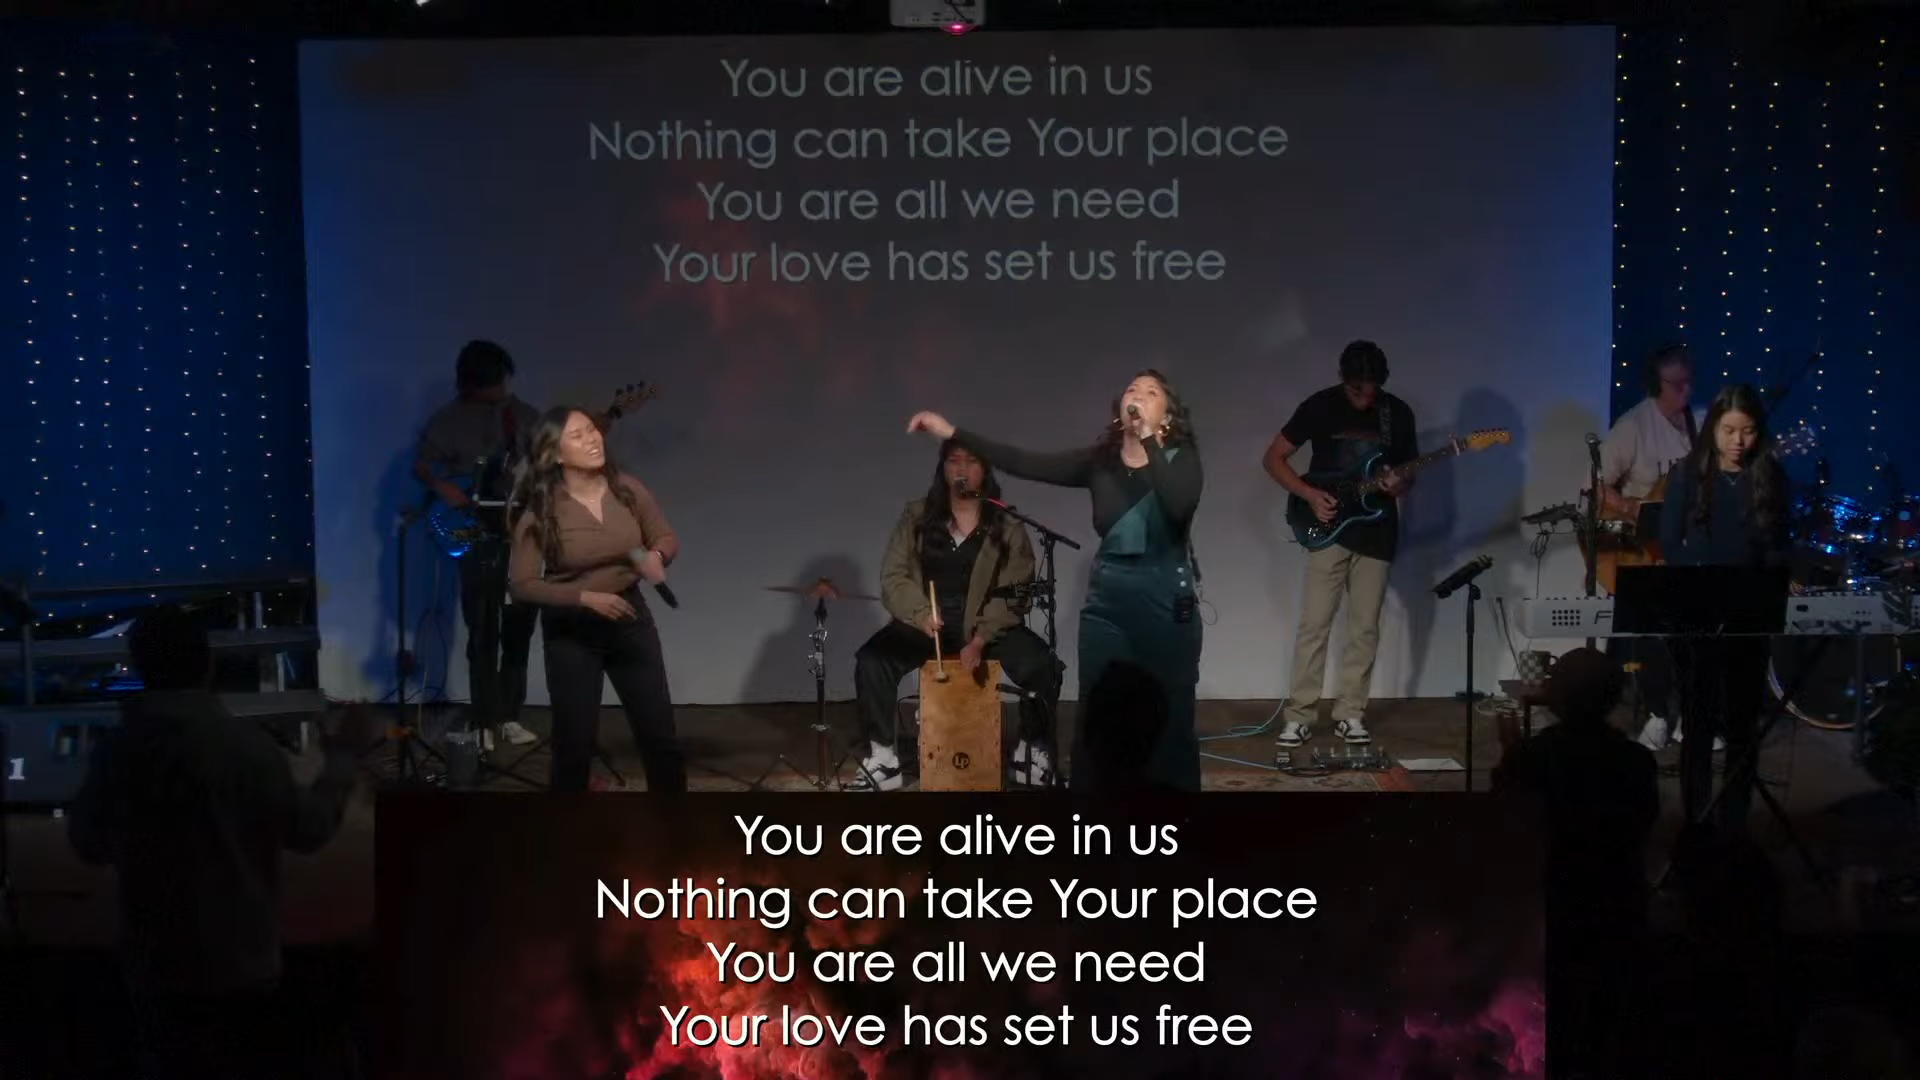 You are alive in us
Nothing can take Your place
You are all we need
Your love has set us free
1
LP
You are alive in us
Nothing can take Your place
You are all we need
Your love has set us free